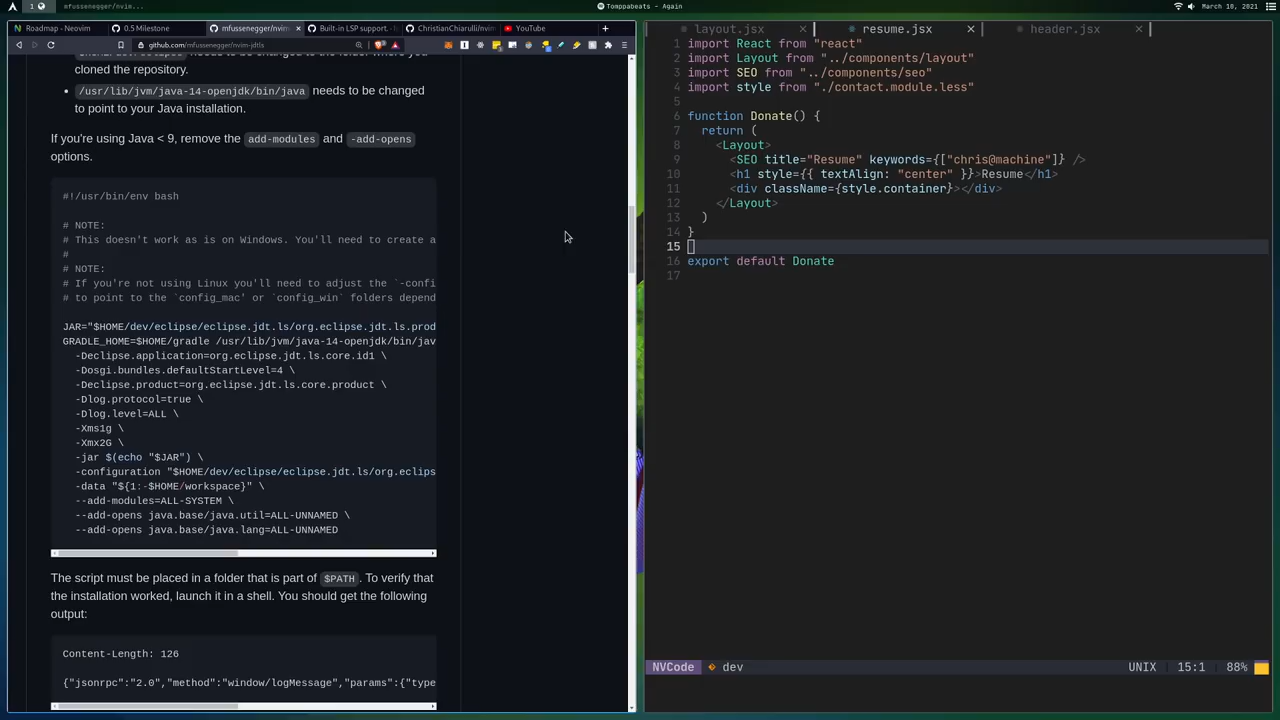 1
mfussenegger/nvim...
Tomppabeats - Again
March 18, 2021
Roadmap - Neovim
0.5 Milestone
mfussenegger/nvim-
Built-in LSP support · 
ChristianChiarulli/nvim
YouTube
github.com/mfussenegger/nvim-jdtls
cloned the repository.
/usr/lib/jvm/java-14-openjdk/bin/java needs to be changed
to point to your Java installation.
If you're using Java < 9, remove the add-modules and -add-opens
options.
#!/usr/bin/env bash
# NOTE:
# This doesn't work as is on Windows. You'll need to create a
#
# NOTE:
# If you're not using Linux you'll need to adjust the `-confi
# to point to the `config_mac' or `config_win` folders depend
JAR="$HOME/dev/eclipse/eclipse.jdt.ls/org.eclipse.jdt.ls.prod
GRADLE_HOME=$HOME/gradle /usr/lib/jvm/java-14-openjdk/bin/jav
-Declipse.application=org.eclipse.jdt.ls.core.id1 \
-Dosgi.bundles.defaultStartLevel=4 \
-Declipse.product=org.eclipse.jdt.ls.core.product \
-Dlog.protocol=true \
-Dlog.level=ALL \
-Xms1g \
-Xmx2G \
-jar $(echo "$JAR") \
-configuration "$HOME/dev/eclipse/eclipse.jdt.ls/org.eclips
-data "${1:-$HOME/workspace}" \
--add-modules=ALL-SYSTEM \
--add-opens java.base/java.util=ALL-UNNAMED \
--add-opens java.base/java.lang=ALL-UNNAMED
The script must be placed in a folder that is part of $PATH. To verify that
the installation worked, launch it in a shell. You should get the following
output:
Content-Length: 126
{"jsonrpc":"2.0","method":"window/logMessage","params":{"type
layout.jsx
resume.jsx
header.jsx
1 import React from "react"
2 import Layout from "../components/layout"
3 import SEO from "../components/seo"
4 import style from "./contact.module.less"
5
6 function Donate() {
7 return (
8 <Layout>
9 <SEO title="Resume" keywords={["chris@machine"]} />
10 <h1 style={{ textAlign: "center" }}>Resume</h1>
11 <div className={style.container}></div>
12 </Layout>
13 )
14 }
15
16 export default Donate
17
NVCode dev UNIX 15:1 88%